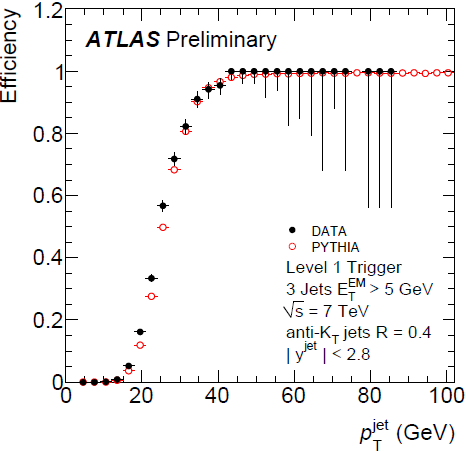 1.2
Efficiency
ATLAS Preliminary
1
0.8
0.6
0.4
0.2
0
DATA
PYTHIA
Level 1 Trigger
3 Jets E_T^EM > 5 GeV
√s = 7 TeV
anti-K_T jets R = 0.4
| y^jet | < 2.8
0 20 40 60 80 100
p_T^jet (GeV)